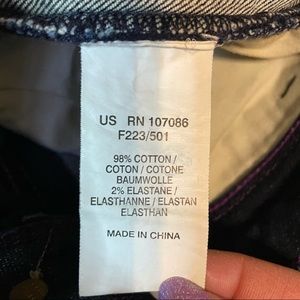 US RN 107086
F223/501
98% COTTON /
COTON / COTONE
BAUMWOLLE
2% ELASTANE /
ELASTHANNE / ELASTAN
ELASTHAN
MADE IN CHINA